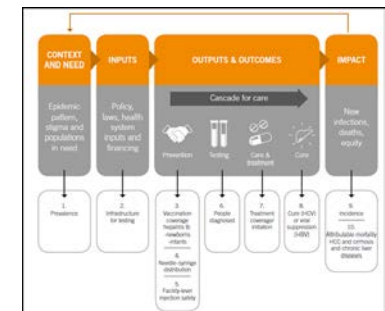 CONTEXT
AND NEED
INPUTS
OUTPUTS & OUTCOMES
IMPACT
Epidemic
pattern,
stigma and
populations
in need
Policy,
laws, health
system
inputs and
financing
Cascade for care
Prevention
Testing
Care &
treatment
Cure
New
infections,
deaths,
equity
1.
Prevalence
2.
Infrastructure
for testing
3.
Vaccination
coverage
hepatitis B
newborns
infants
4.
Needle–syringe
distribution
5.
Facility-level
injection safety
6.
People
diagnosed
7.
Treatment
coverage/
initiation
8.
Cure (HCV) or
viral
suppression
(HBV)
9.
Incidence
10.
Attributable mortality
HCC and cirrhosis
and chronic liver
diseases